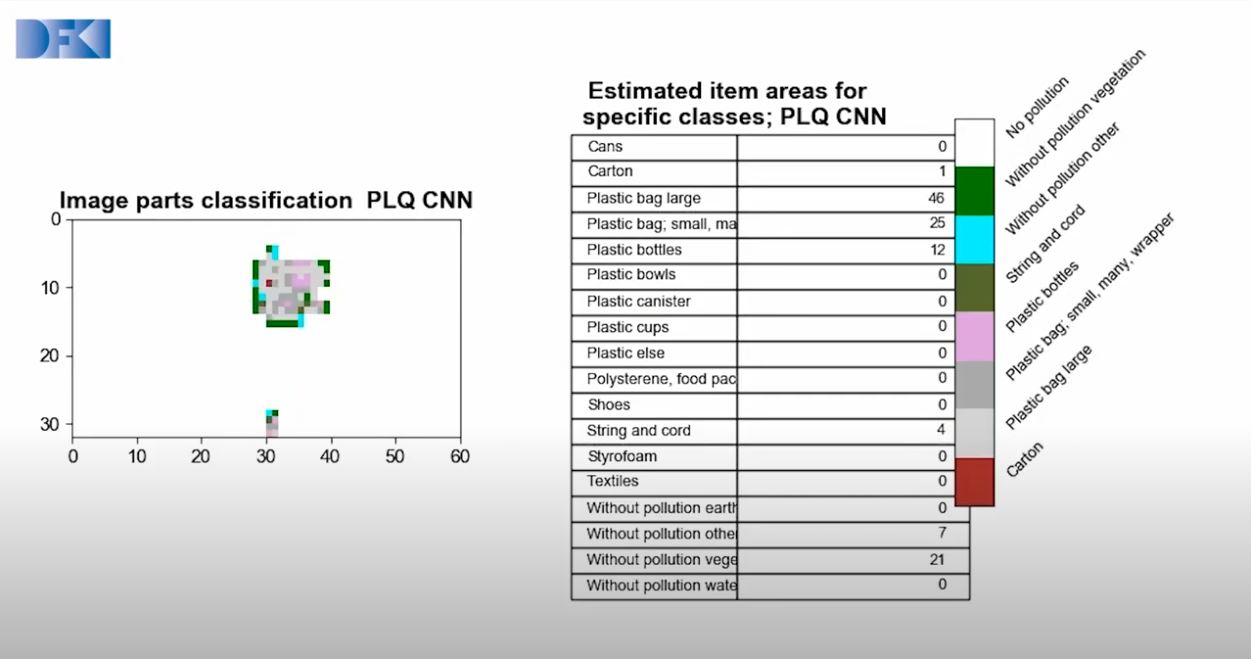 DFKI
Image parts classification PLQ CNN
0
10
20
30
0 10 20 30 40 50 60
Estimated item areas for
specific classes; PLQ CNN
Cans 0
Carton 1
Plastic bag large 46
Plastic bag; small, ma 25
Plastic bottles 12
Plastic bowls 0
Plastic canister 0
Plastic cups 0
Plastic else 0
Polysterene, food pac 0
Shoes 0
String and cord 4
Styrofoam 0
Textiles 0
Without pollution earth 0
Without pollution other 7
Without pollution vege 21
Without pollution wate 0
No pollution
Without pollution vegetation
Without pollution other
String and cord
Plastic bottles
Plastic bag; small, many, wrapper
Plastic bag large
Carton